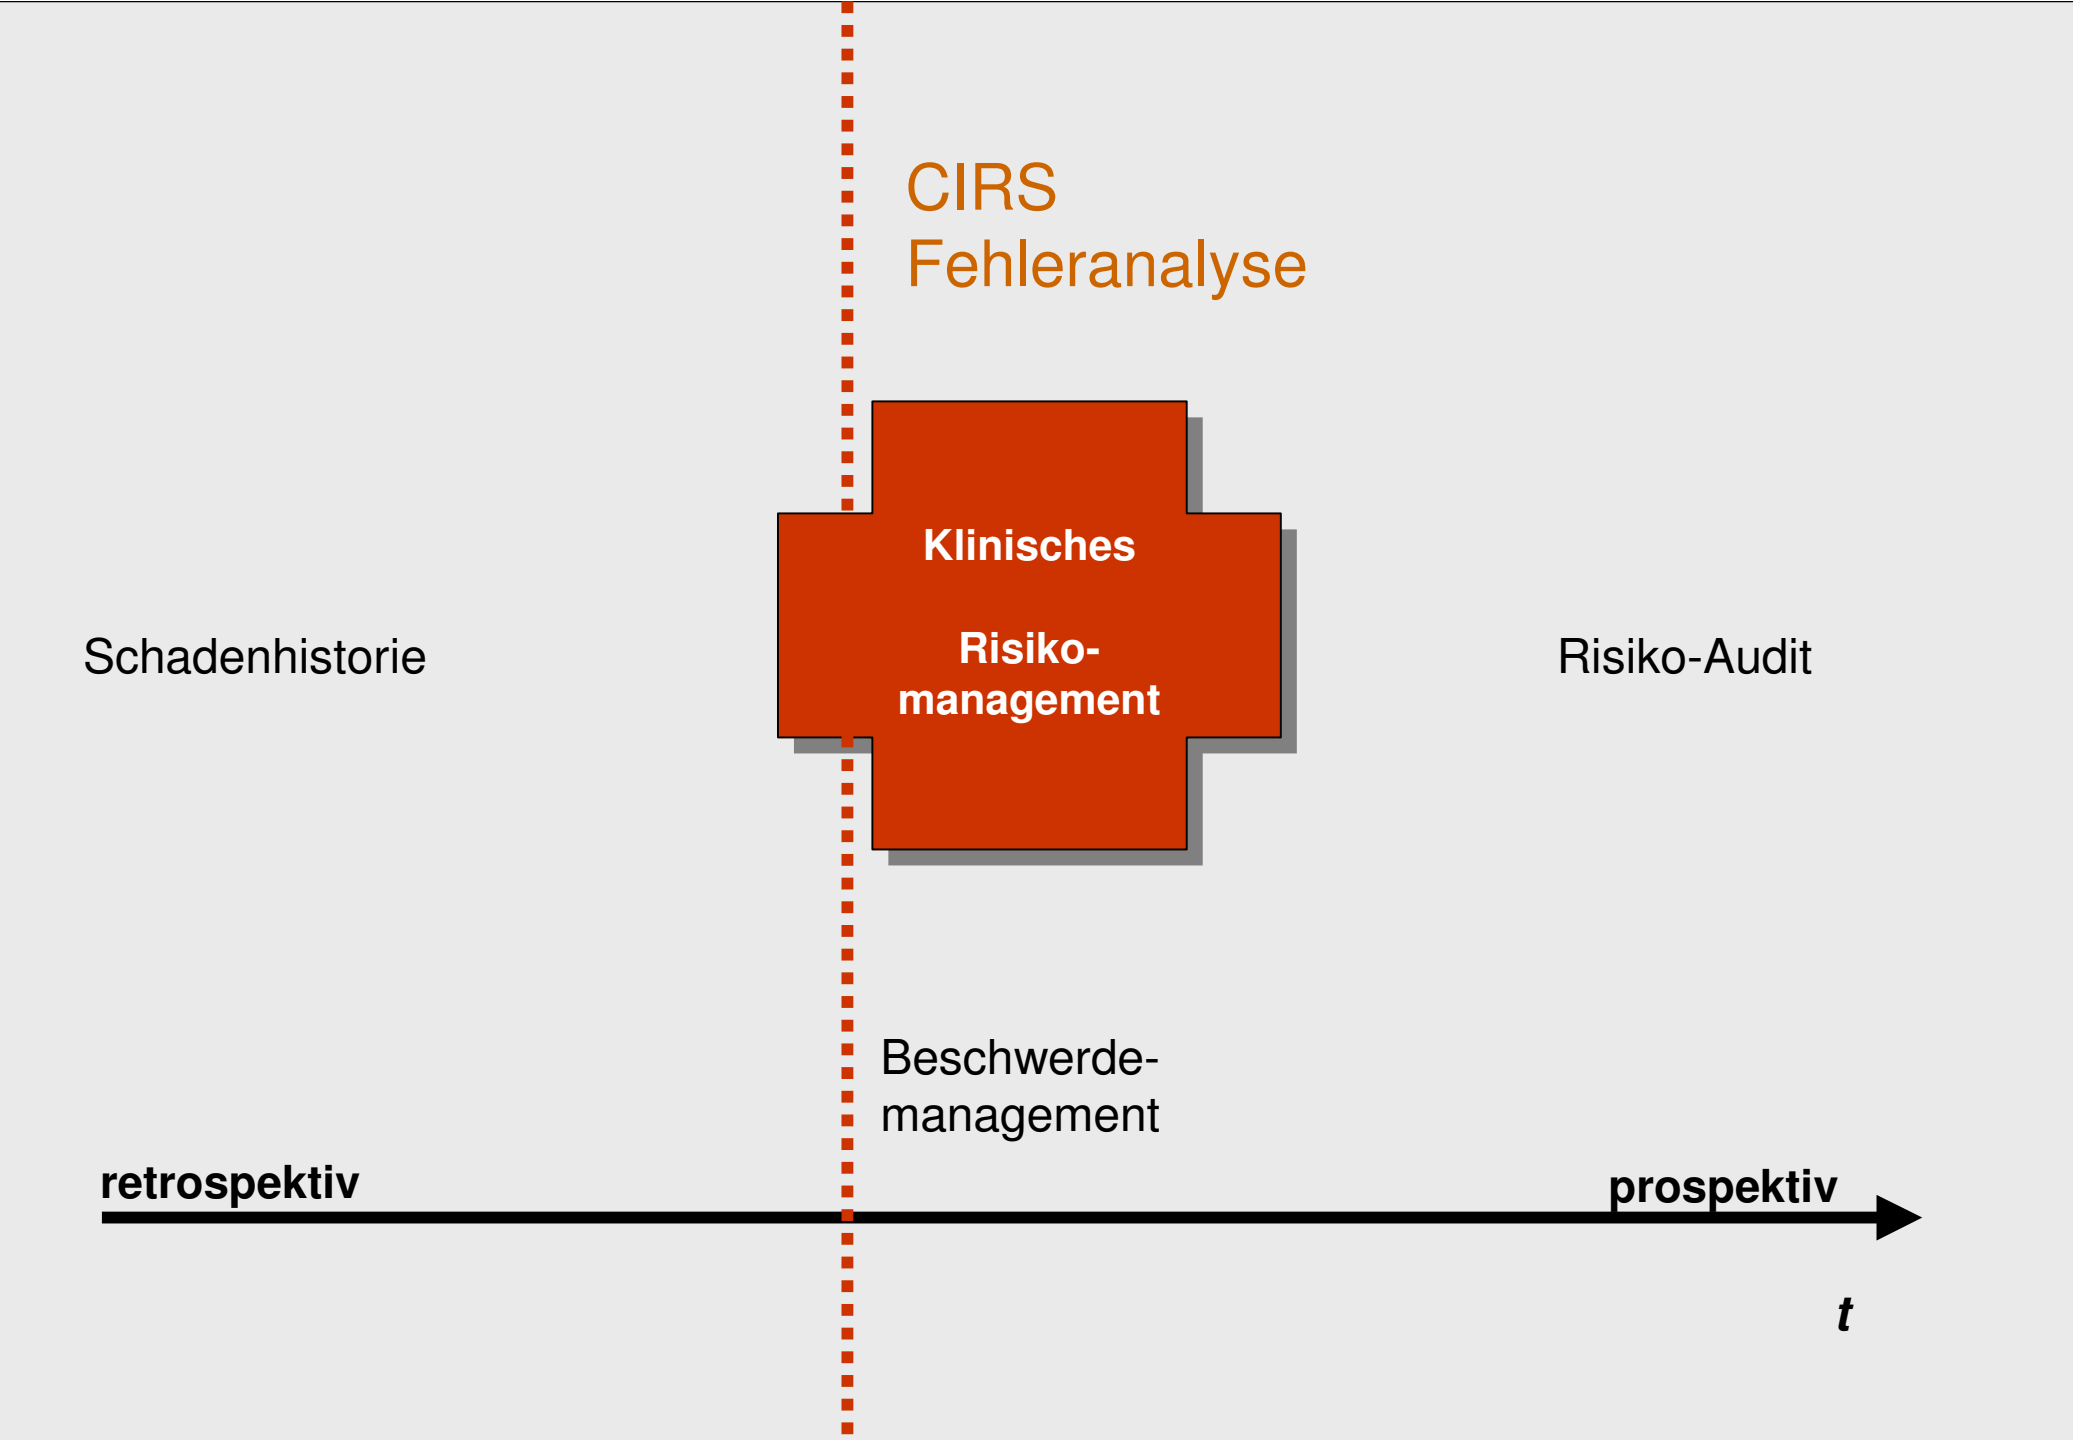 CIRS
Fehleranalyse
Klinisches
Risiko-
management
Schadenhistorie
Risiko-Audit
Beschwerde-
management
retrospektiv
prospektiv
t